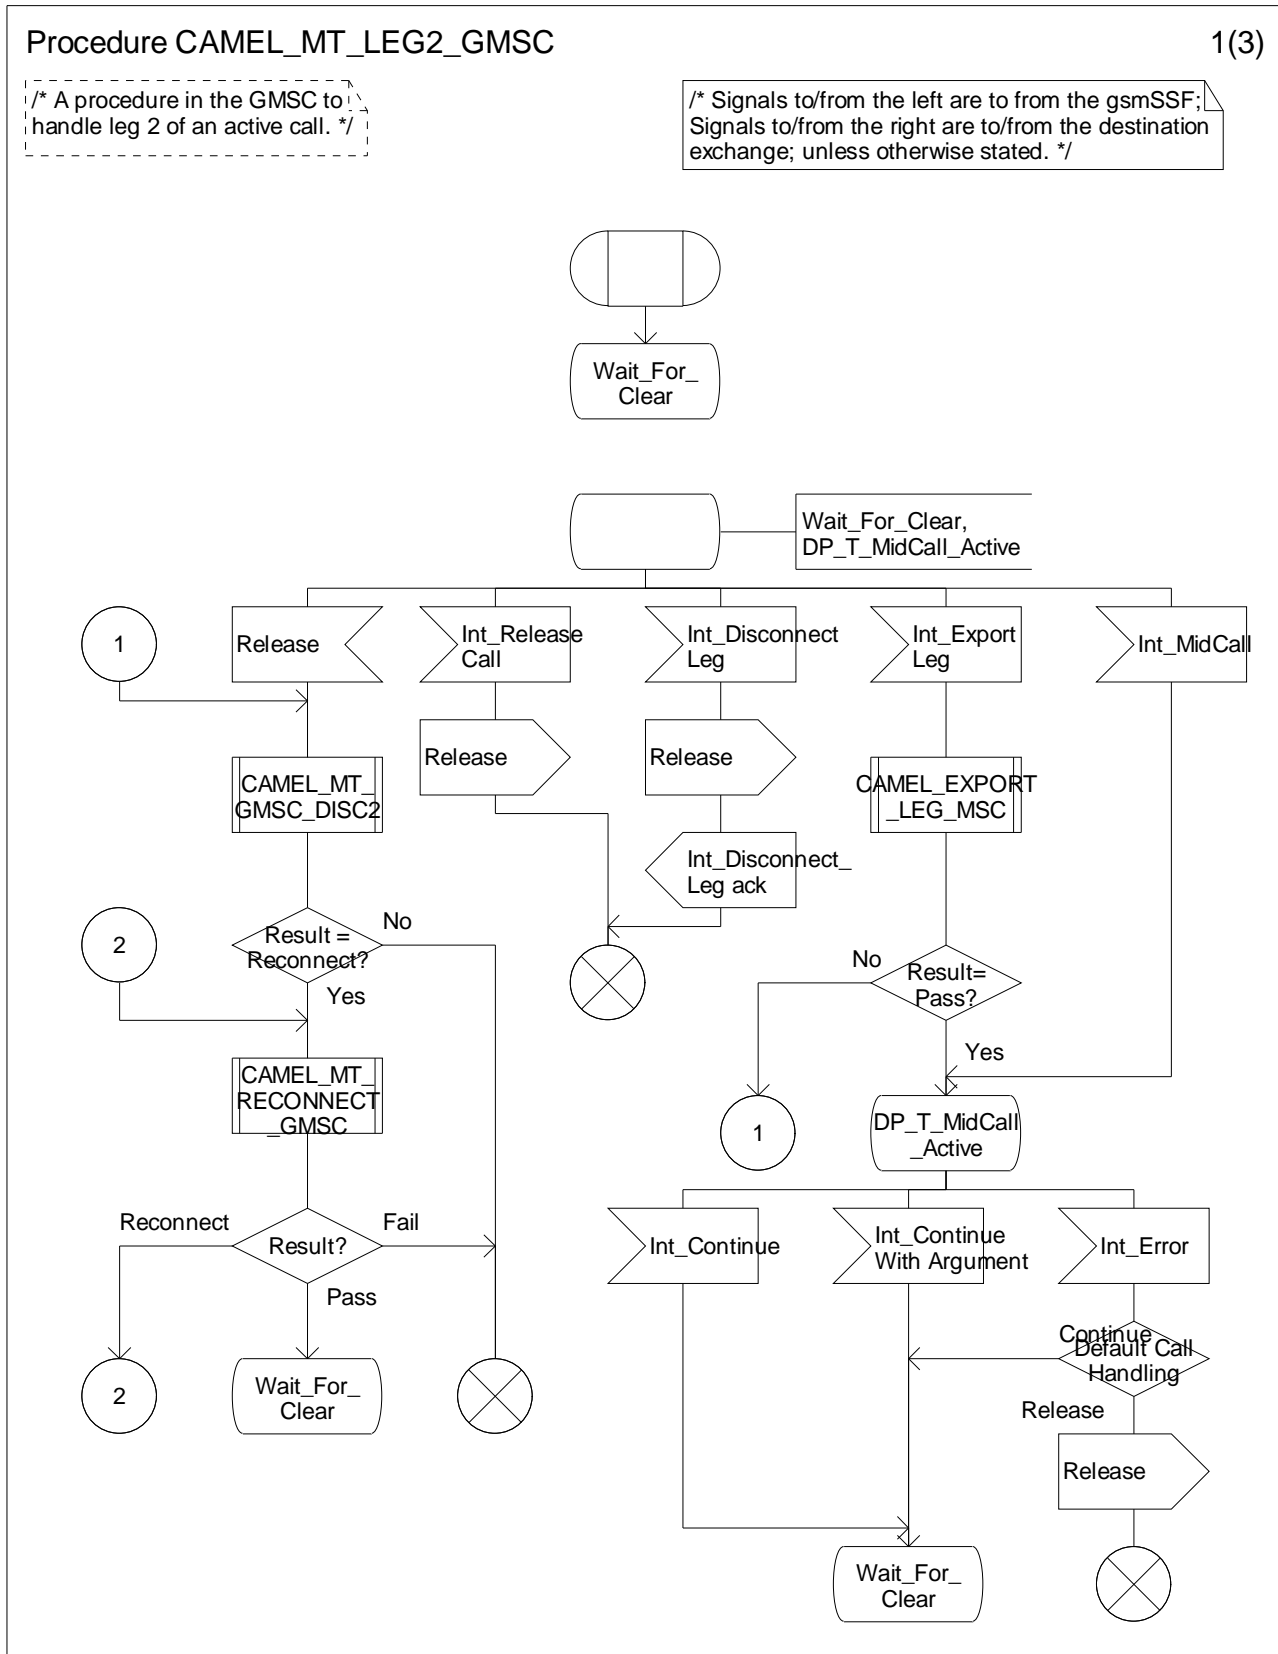 Procedure CAMEL_MT_LEG2_GMSC
1(3)
/* A procedure in the GMSC to
handle leg 2 of an active call. */
/* Signals to/from the left are to from the gsmSSF;
Signals to/from the right are to/from the destination
exchange; unless otherwise stated. */
Wait_For_
Clear
Wait_For_Clear,
DP_T_MidCall_Active
1
Release
Int_Release
Call
Int_Disconnect
Leg
Int_Export
Leg
Int_MidCall
Release
Release
CAMEL_MT_
GMSC_DISC2
CAMEL_EXPORT
_LEG_MSC
Int_Disconnect_
Leg ack
2
Result =
Reconnect?
No
Yes
No
Result=
Pass?
Yes
CAMEL_MT_
RECONNECT
_GMSC
1
DP_T_MidCall
_Active
Reconnect
Result?
Fail
Pass
Int_Continue
Int_Continue
With Argument
Int_Error
Continue
Default Call
Handling
Release
2
Wait_For_
Clear
Release
Wait_For_
Clear